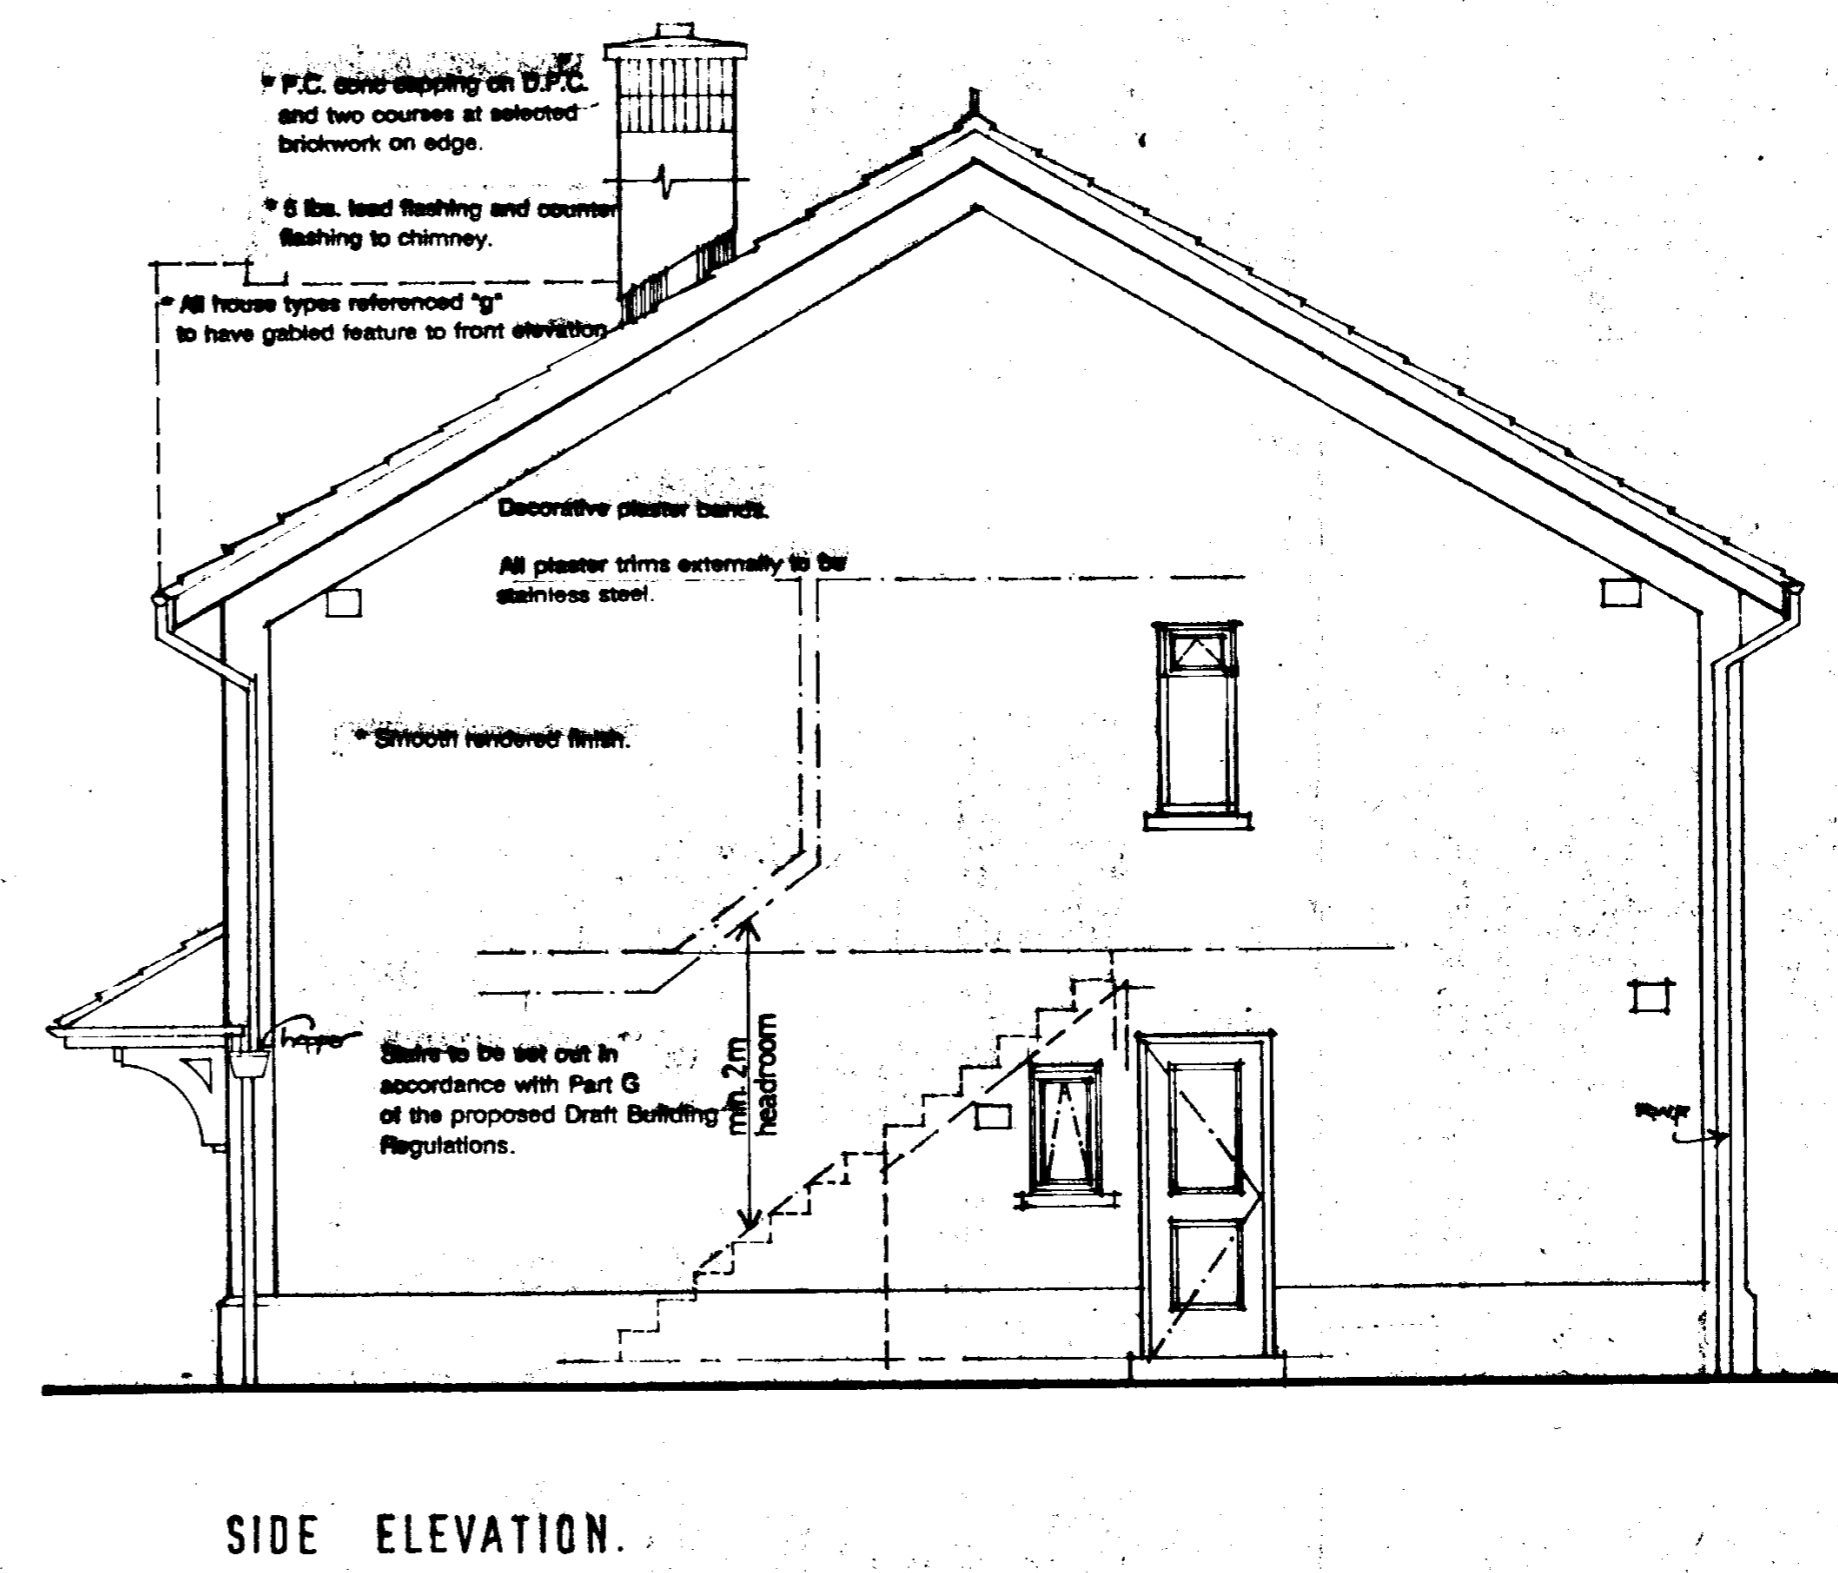 * P.C. conc capping on D.P.C.
and two courses at selected
brickwork on edge.
* 5 lbs. lead flashing and counter
flashing to chimney.
* All house types referenced "g"
to have gabled feature to front elevation
Decorative plaster bands.
All plaster trims externally to be
stainless steel.
* Smooth rendered finish.
hopper
Stairs to be set out in
accordance with Part G
of the proposed Draft Building
Regulations.
min. 2m
headroom
SIDE ELEVATION.